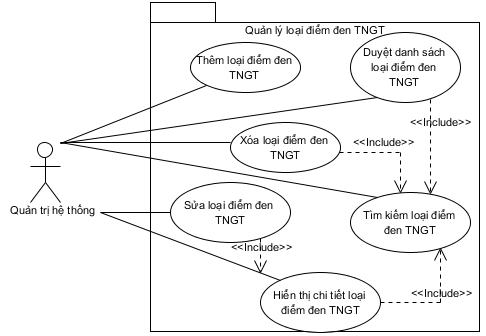 Quản lý loại điểm đen TNGT
Thêm loại điểm đen
TNGT
Duyệt danh sách
loại điểm đen
TNGT
<<Include>>
Xóa loại điểm đen
TNGT
<<Include>>
Quản trị hệ thống
Sửa loại điểm đen
TNGT
Tìm kiếm loại điểm
đen TNGT
<<Include>>
Hiển thị chi tiết loại
điểm đen TNGT
<<Include>>